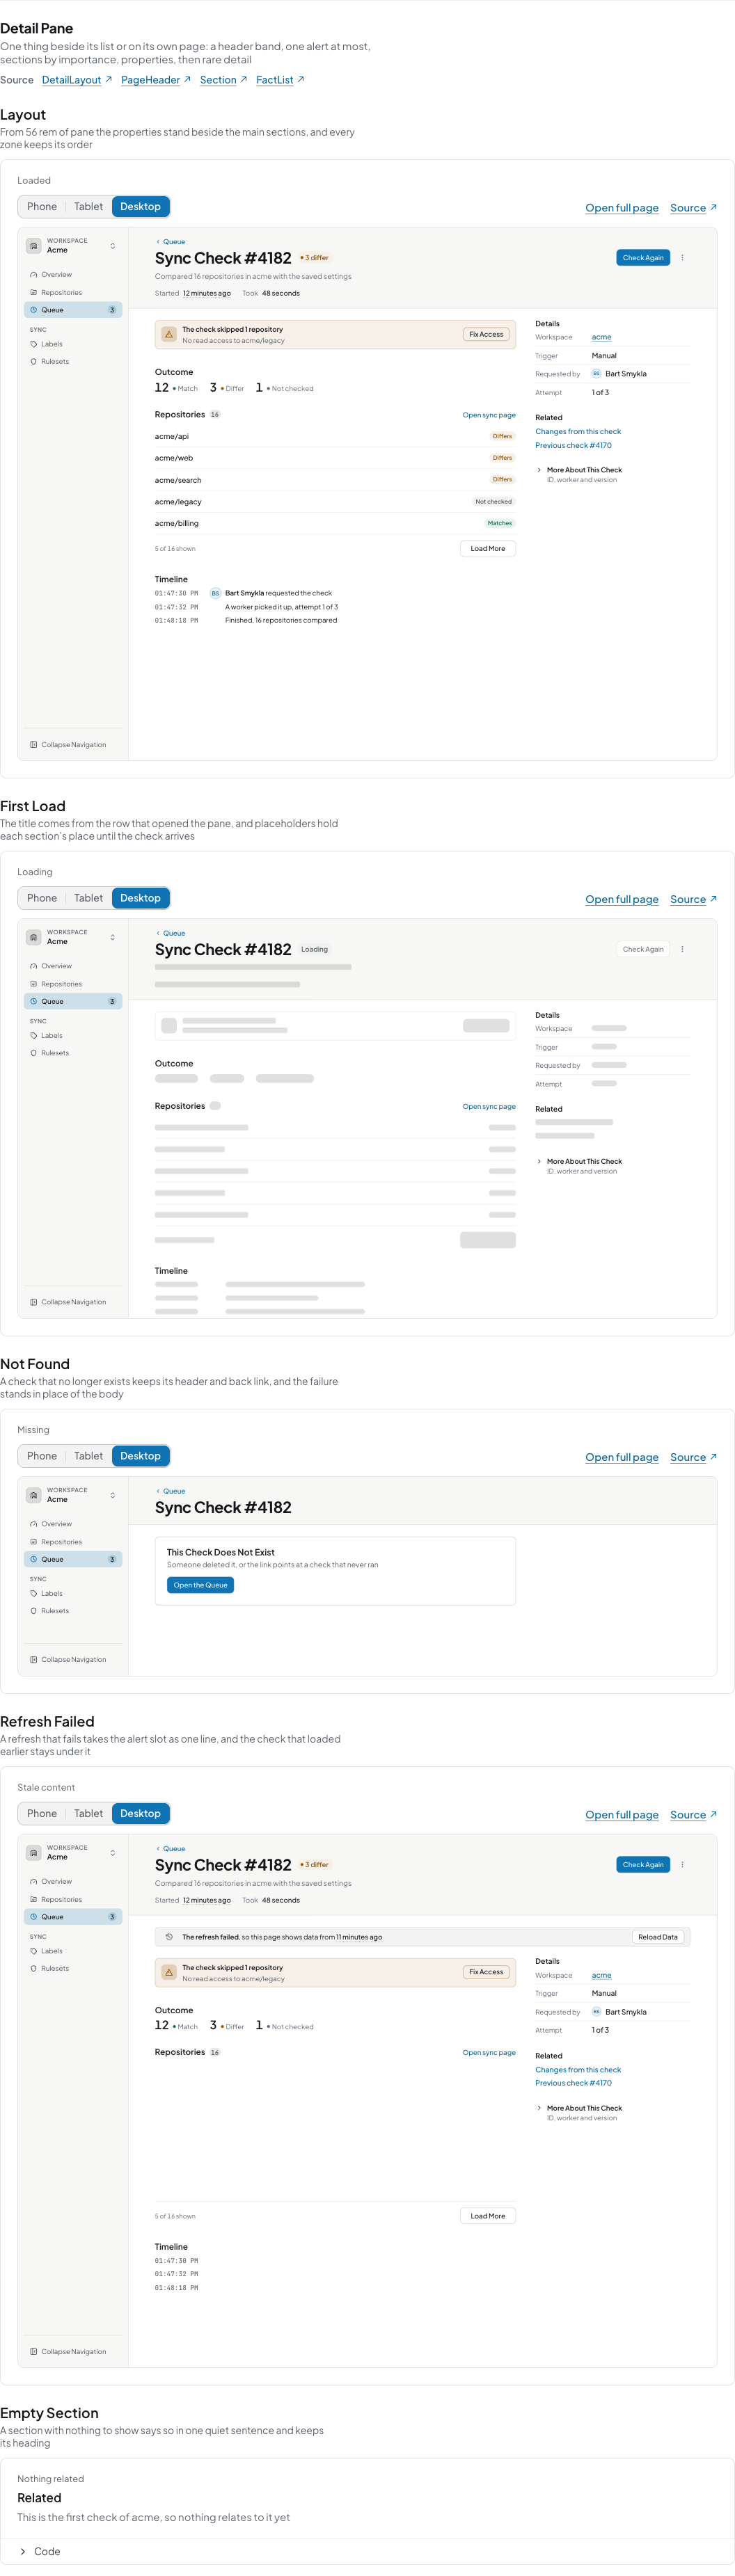 Detail Pane
One thing beside its list or on its own page: a header band, one alert at most,
sections by importance, properties, then rare detail
Source DetailLayout ↗ PageHeader ↗ Section ↗ FactList ↗
Layout
From 56 rem of pane the properties stand beside the main sections, and every
zone keeps its order
Loaded
Phone Tablet Desktop
Open full page Source ↗
WORKSPACE
Acme
Overview
Repositories
Queue 3
SYNC
Labels
Rulesets
Collapse Navigation
‹ Queue
Sync Check #4182 • 3 differ
Compared 16 repositories in acme with the saved settings
Started 12 minutes ago Took 48 seconds
Check Again
The check skipped 1 repository
No read access to acme/legacy
Fix Access
Outcome
12 • Match 3 • Differ 1 • Not checked
Repositories 16 Open sync page
acme/api Differs
acme/web Differs
acme/search Differs
acme/legacy Not checked
acme/billing Matches
5 of 16 shown Load More
Timeline
01:47:30 PM BS Bart Smykla requested the check
01:47:32 PM A worker picked it up, attempt 1 of 3
01:48:18 PM Finished, 16 repositories compared
Details
Workspace acme
Trigger Manual
Requested by BS Bart Smykla
Attempt 1 of 3
Related
Changes from this check
Previous check #4170
More About This Check
ID, worker and version
First Load
The title comes from the row that opened the pane, and placeholders hold
each section's place until the check arrives
Loading
Phone Tablet Desktop
Open full page Source ↗
WORKSPACE
Acme
Overview
Repositories
Queue 3
SYNC
Labels
Rulesets
Collapse Navigation
‹ Queue
Sync Check #4182 Loading
Check Again
Outcome
Repositories Open sync page
Timeline
Details
Workspace
Trigger
Requested by
Attempt
Related
More About This Check
ID, worker and version
Not Found
A check that no longer exists keeps its header and back link, and the failure
stands in place of the body
Missing
Phone Tablet Desktop
Open full page Source ↗
WORKSPACE
Acme
Overview
Repositories
Queue 3
SYNC
Labels
Rulesets
Collapse Navigation
‹ Queue
Sync Check #4182
This Check Does Not Exist
Someone deleted it, or the link points at a check that never ran
Open the Queue
Refresh Failed
A refresh that fails takes the alert slot as one line, and the check that loaded
earlier stays under it
Stale content
Phone Tablet Desktop
Open full page Source ↗
WORKSPACE
Acme
Overview
Repositories
Queue 3
SYNC
Labels
Rulesets
Collapse Navigation
‹ Queue
Sync Check #4182 • 3 differ
Compared 16 repositories in acme with the saved settings
Started 12 minutes ago Took 48 seconds
Check Again
The refresh failed, so this page shows data from 11 minutes ago
Reload Data
The check skipped 1 repository
No read access to acme/legacy
Fix Access
Outcome
12 • Match 3 • Differ 1 • Not checked
Repositories 16 Open sync page
5 of 16 shown Load More
Timeline
01:47:30 PM
01:47:32 PM
01:48:18 PM
Details
Workspace acme
Trigger Manual
Requested by BS Bart Smykla
Attempt 1 of 3
Related
Changes from this check
Previous check #4170
More About This Check
ID, worker and version
Empty Section
A section with nothing to show says so in one quiet sentence and keeps
its heading
Nothing related
Related
This is the first check of acme, so nothing relates to it yet
Code